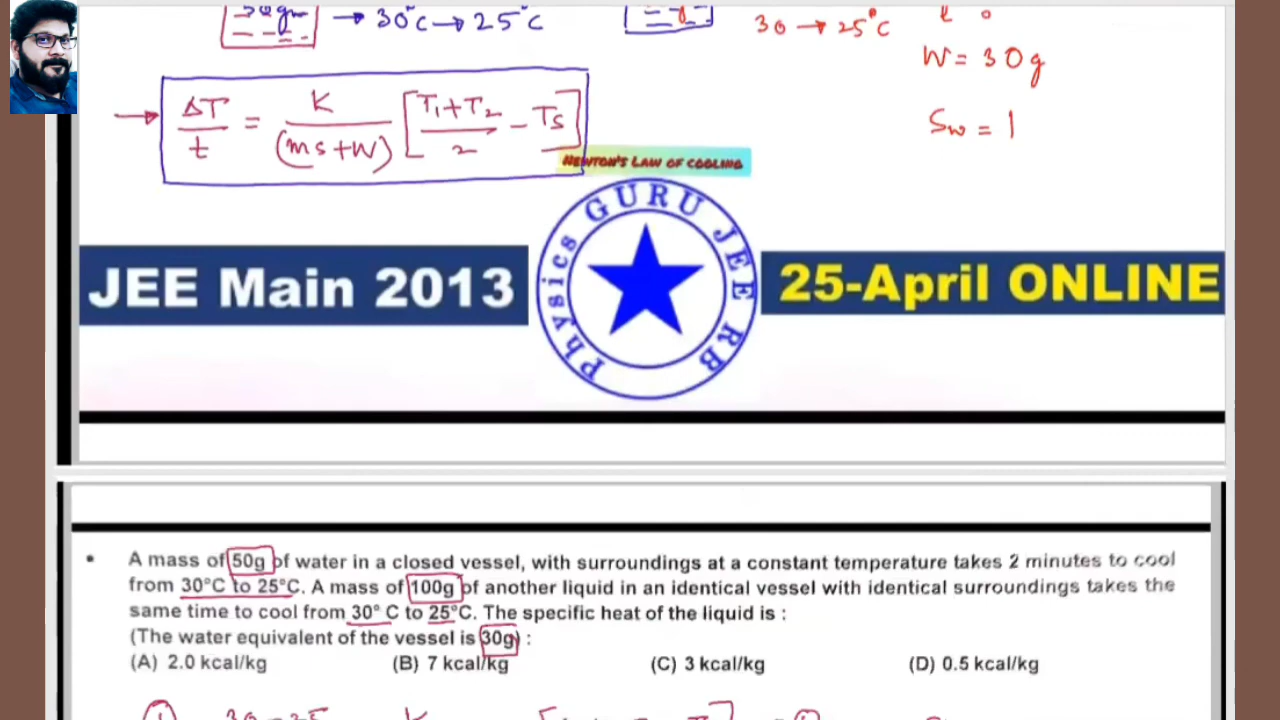 50gm → 30°C → 25°C
30 → 25°C
W = 30g
Sw = 1
→ ΔT/t = K/(ms+W) [(T1+T2)/2 - Ts]
NEWTON'S LAW OF COOLING
Physics GURU JEE RB
JEE Main 2013
25-April ONLINE
• A mass of 50g of water in a closed vessel, with surroundings at a constant temperature takes 2 minutes to cool
from 30°C to 25°C. A mass of 100g of another liquid in an identical vessel with identical surroundings takes the
same time to cool from 30° C to 25°C. The specific heat of the liquid is :
(The water equivalent of the vessel is 30g) :
(A) 2.0 kcal/kg (B) 7 kcal/kg (C) 3 kcal/kg (D) 0.5 kcal/kg